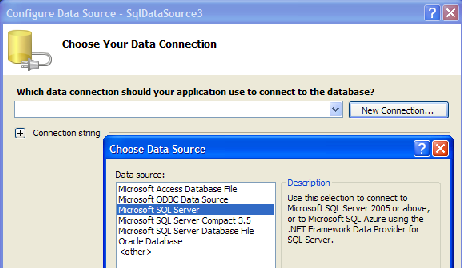 Configure Data Source - SqlDataSource3
Choose Your Data Connection
Which data connection should your application use to connect to the database?
New Connection...
Connection string
Choose Data Source
Data source:
Microsoft Access Database File
Microsoft ODBC Data Source
Microsoft SQL Server
Microsoft SQL Server Compact 3.5
Microsoft SQL Server Database File
Oracle Database
<other>
Description
Use this selection to connect to
Microsoft SQL Server 2005 or above,
or to Microsoft SQL Azure using the
.NET Framework Data Provider for
SQL Server.